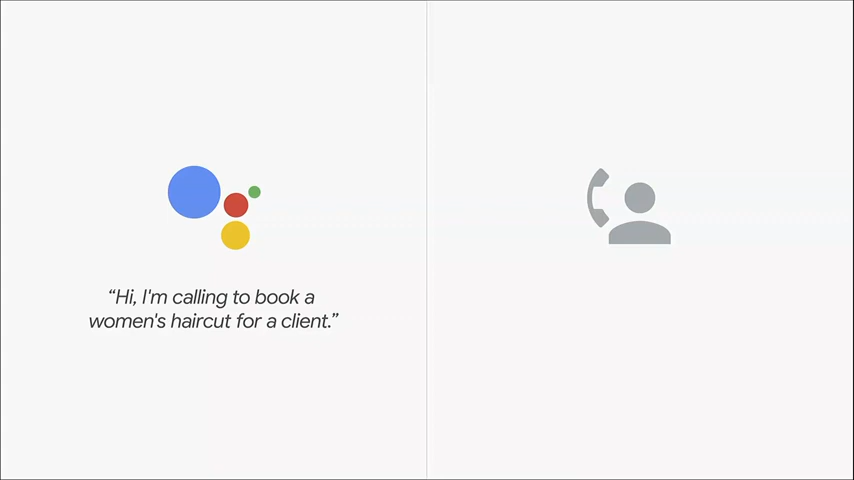 “Hi, I'm calling to book a
women's haircut for a client.”